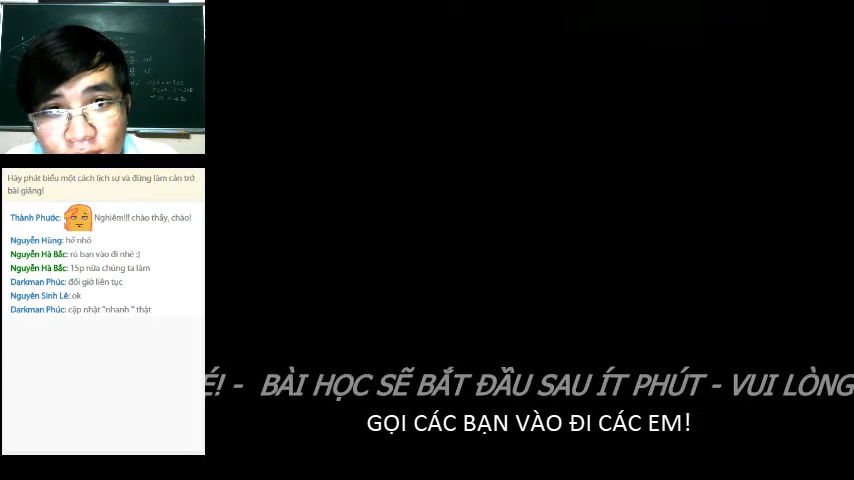 Hãy phát biểu một cách lịch sự và đừng làm cản trở
bài giảng!
Thành Phước: Nghiêm!!! chào thầy, chào!
Nguyễn Hùng: hế nhô
Nguyễn Hà Bắc: rủ bạn vào đi nhé :)
Nguyễn Hà Bắc: 15p nữa chúng ta làm
Darkman Phúc: đổi giờ liên tục
Nguyên Sinh Lê: ok
Darkman Phúc: cập nhật "nhanh " thật
É! - BÀI HỌC SẼ BẮT ĐẦU SAU ÍT PHÚT - VUI LÒNG
GỌI CÁC BẠN VÀO ĐI CÁC EM!